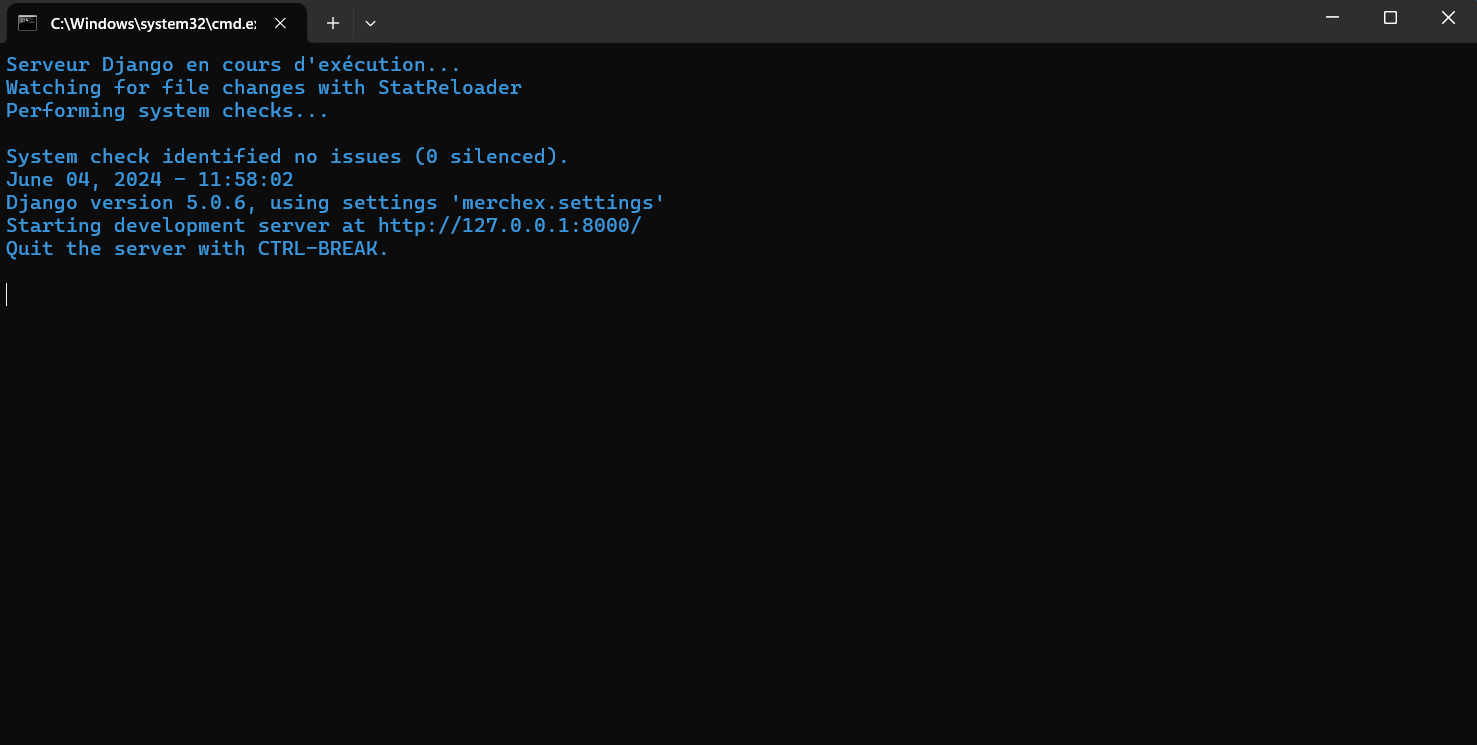 C:\Windows\system32\cmd.e
Serveur Django en cours d'exécution...
Watching for file changes with StatReloader
Performing system checks...
System check identified no issues (0 silenced).
June 04, 2024 - 11:58:02
Django version 5.0.6, using settings 'merchex.settings'
Starting development server at http://127.0.0.1:8000/
Quit the server with CTRL-BREAK.